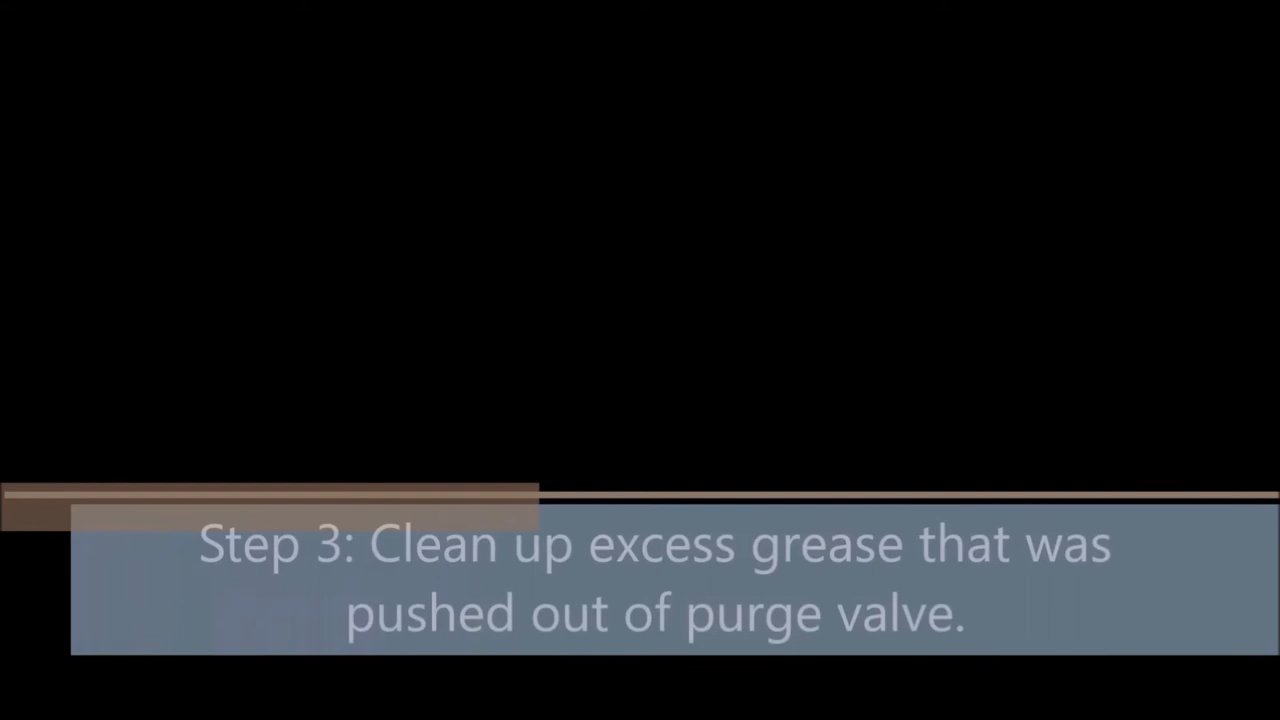 Step 3: Clean up excess grease that was
pushed out of purge valve.